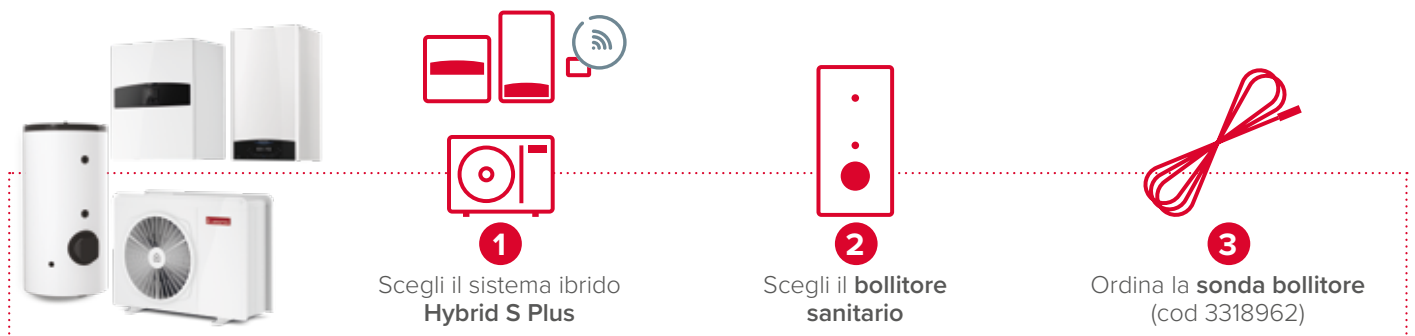 1
Scegli il sistema ibrido
Hybrid S Plus
2
Scegli il bollitore
sanitario
3
Ordina la sonda bollitore
(cod 3318962)